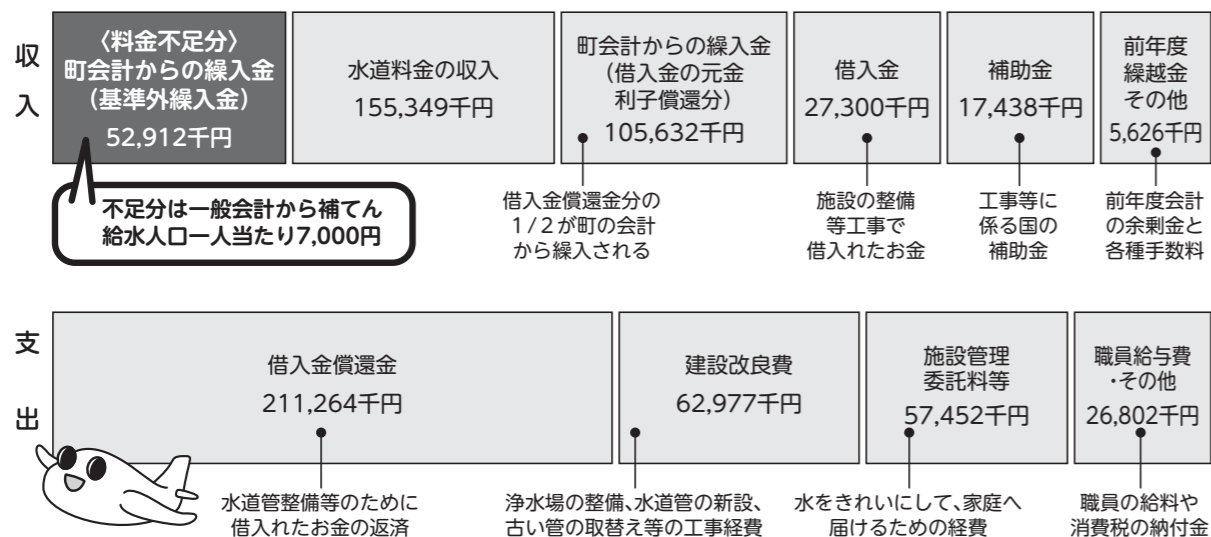 収入
〈料金不足分〉
町会計からの繰入金
(基準外繰入金)
52,912千円
水道料金の収入
155,349千円
町会計からの繰入金
(借入金の元金
利子償還分)
105,632千円
借入金
27,300千円
補助金
17,438千円
前年度
繰越金
その他
5,626千円
不足分は一般会計から補てん
給水人口一人当たり7,000円
借入金償還金分の
1/2が町の会計
から繰入される
施設の整備
等工事で
借入れたお金
工事等に
係る国の
補助金
前年度会計
の余剰金と
各種手数料
支出
借入金償還金
211,264千円
建設改良費
62,977千円
施設管理
委託料等
57,452千円
職員給与費
・その他
26,802千円
水道管整備等のために
借入れたお金の返済
浄水場の整備、水道管の新設、
古い管の取替え等の工事経費
水をきれいにして、家庭へ
届けるための経費
職員の給料や
消費税の納付金